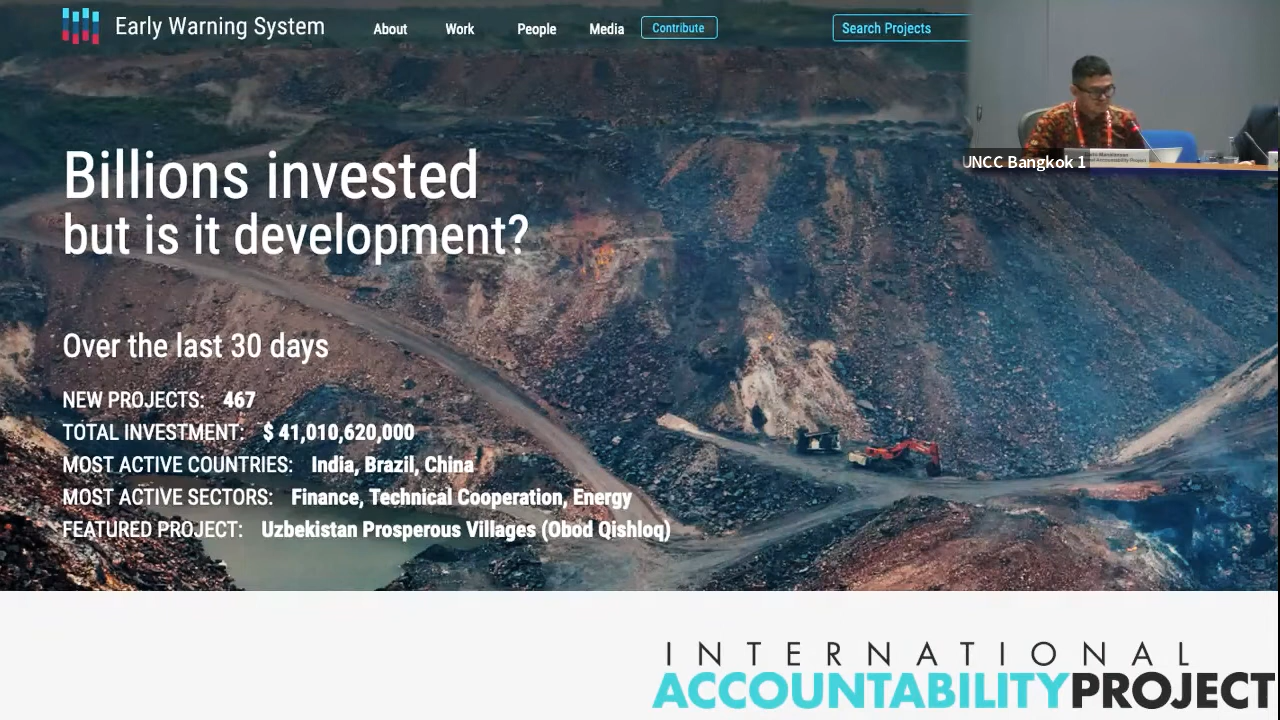 Early Warning System
About Work People Media Contribute Search Projects
UNCC Bangkok 1
Billions invested
but is it development?
Over the last 30 days
NEW PROJECTS: 467
TOTAL INVESTMENT: $ 41,010,620,000
MOST ACTIVE COUNTRIES: India, Brazil, China
MOST ACTIVE SECTORS: Finance, Technical Cooperation, Energy
FEATURED PROJECT: Uzbekistan Prosperous Villages (Obod Qishloq)
INTERNATIONAL
ACCOUNTABILITYPROJECT